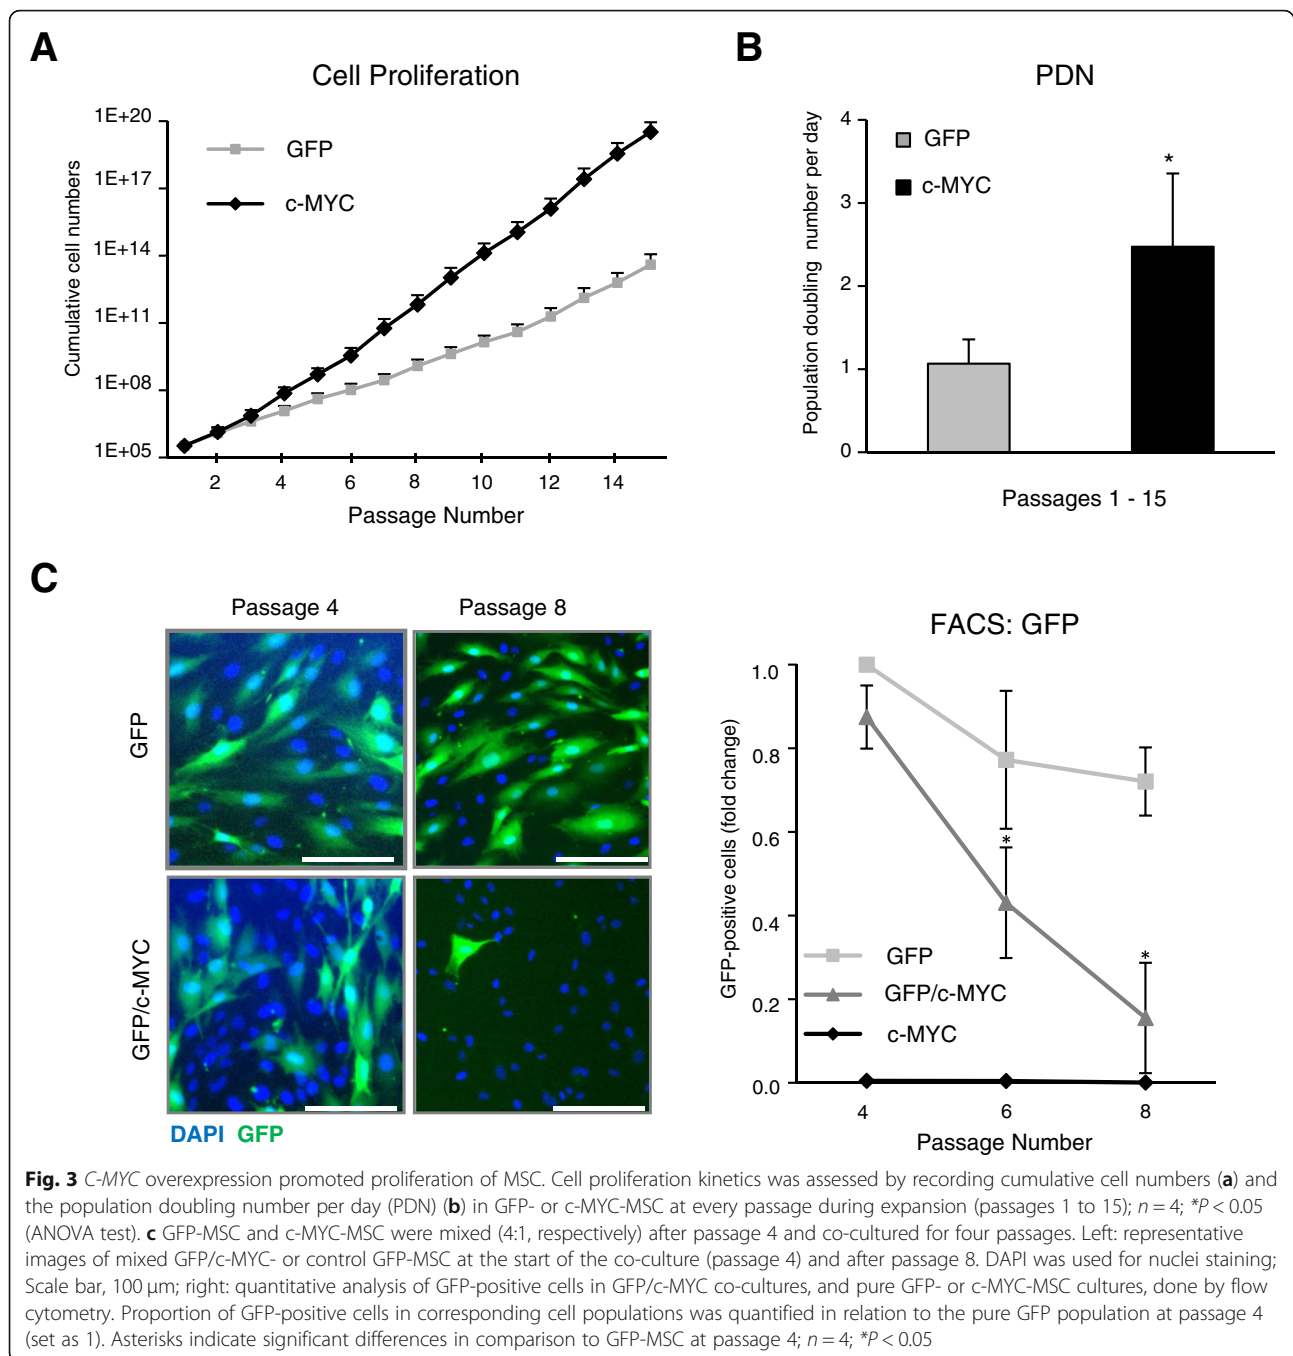 A
Cell Proliferation
1E+20
1E+17
1E+14
1E+11
1E+08
1E+05
Cumulative cell numbers
GFP
c-MYC
2 4 6 8 10 12 14
Passage Number
B
PDN
4
3
2
1
0
Population doubling number per day
GFP
c-MYC
*
Passages 1 - 15
C
Passage 4 Passage 8
GFP
GFP/c-MYC
DAPI GFP
FACS: GFP
1.0
0.8
0.6
0.4
0.2
0.0
GFP-positive cells (fold change)
*
*
GFP
GFP/c-MYC
c-MYC
4 6 8
Passage Number
Fig. 3 C-MYC overexpression promoted proliferation of MSC. Cell proliferation kinetics was assessed by recording cumulative cell numbers (a) and
the population doubling number per day (PDN) (b) in GFP- or c-MYC-MSC at every passage during expansion (passages 1 to 15); n = 4; *P < 0.05
(ANOVA test). c GFP-MSC and c-MYC-MSC were mixed (4:1, respectively) after passage 4 and co-cultured for four passages. Left: representative
images of mixed GFP/c-MYC- or control GFP-MSC at the start of the co-culture (passage 4) and after passage 8. DAPI was used for nuclei staining;
Scale bar, 100 μm; right: quantitative analysis of GFP-positive cells in GFP/c-MYC co-cultures, and pure GFP- or c-MYC-MSC cultures, done by flow
cytometry. Proportion of GFP-positive cells in corresponding cell populations was quantified in relation to the pure GFP population at passage 4
(set as 1). Asterisks indicate significant differences in comparison to GFP-MSC at passage 4; n = 4; *P < 0.05